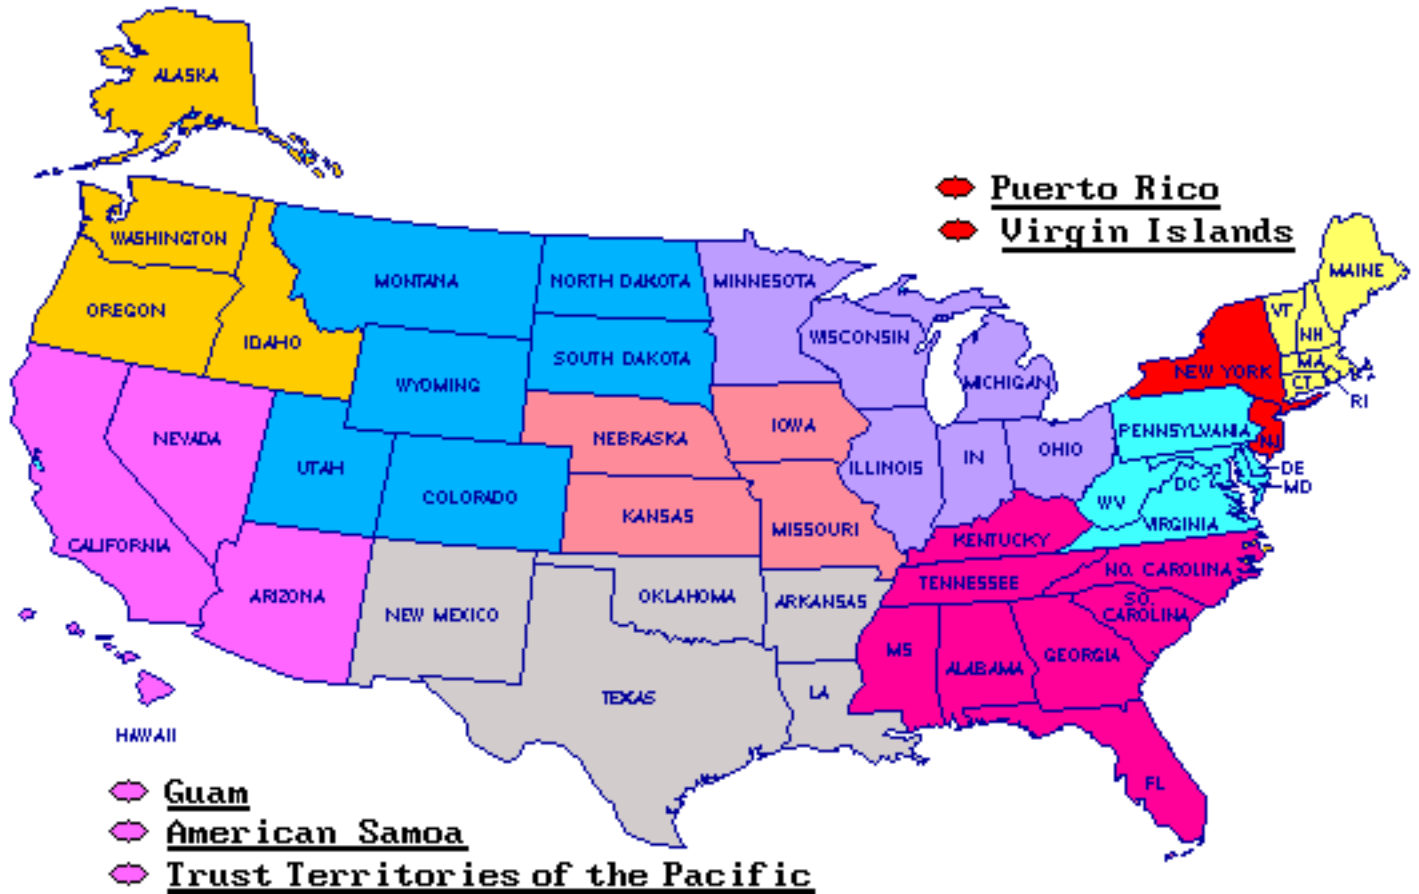 ALASKA
Puerto Rico
Virgin Islands
WASHINGTON
MAINE
MONTANA
NORTH DAKOTA
MINNESOTA
OREGON
VT
NH
WISCONSIN
IDAHO
SOUTH DAKOTA
MA
NEW YORK
WYOMING
MICHIGAN
CT
RI
NEVADA
NEBRASKA
IOWA
PENNSYLVANIA
NJ
UTAH
ILLINOIS
IN
OHIO
DE
COLORADO
DC
MD
KANSAS
MISSOURI
WV
VIRGINIA
CALIFORNIA
KENTUCKY
NO. CAROLINA
TENNESSEE
ARIZONA
OKLAHOMA
ARKANSAS
SO.
CAROLINA
NEW MEXICO
MS
ALABAMA
GEORGIA
TEXAS
LA
HAWAII
FL
Guam
American Samoa
Trust Territories of the Pacific